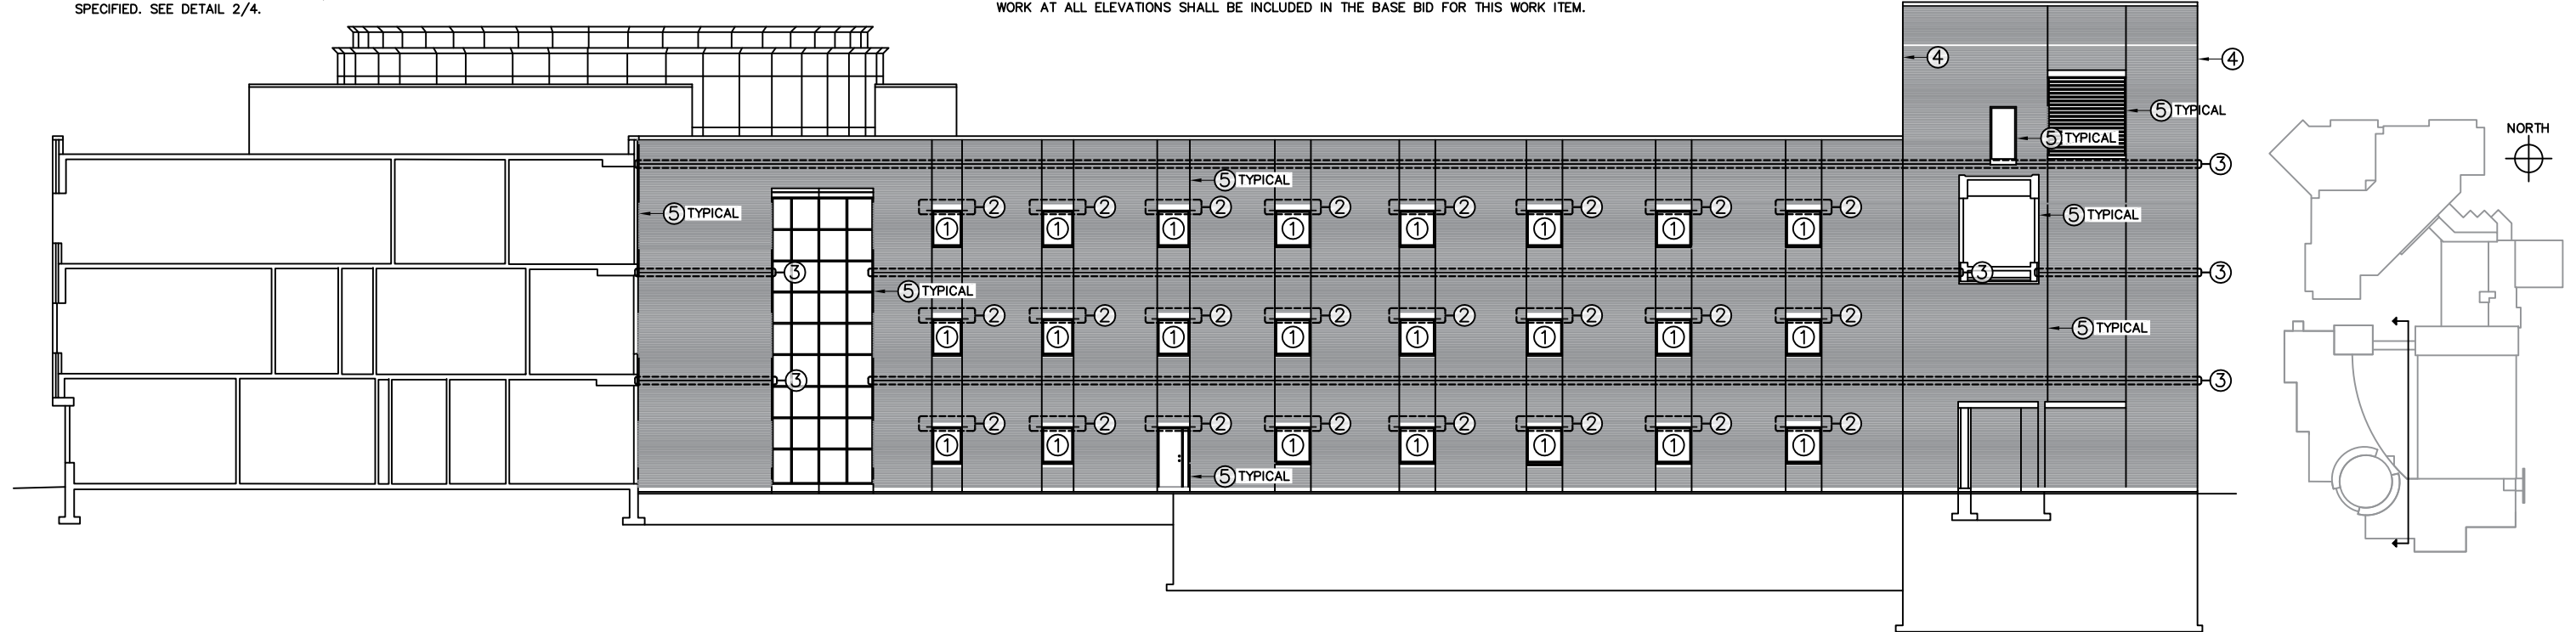 SPECIFIED. SEE DETAIL 2/4.
WORK AT ALL ELEVATIONS SHALL BE INCLUDED IN THE BASE BID FOR THIS WORK ITEM.
4 4
5 TYPICAL
5 TYPICAL
NORTH
3
5 TYPICAL
2 2 2 2 2 2 2 2
5 TYPICAL 5 TYPICAL
1 1 1 1 1 1 1 1
3 3 3
5 TYPICAL
2 2 2 2 2 2 2 2
5 TYPICAL
1 1 1 1 1 1 1 1
3 3
2 2 2 2 2 2 2 2
1 1 1 1 1 1 1
5 TYPICAL